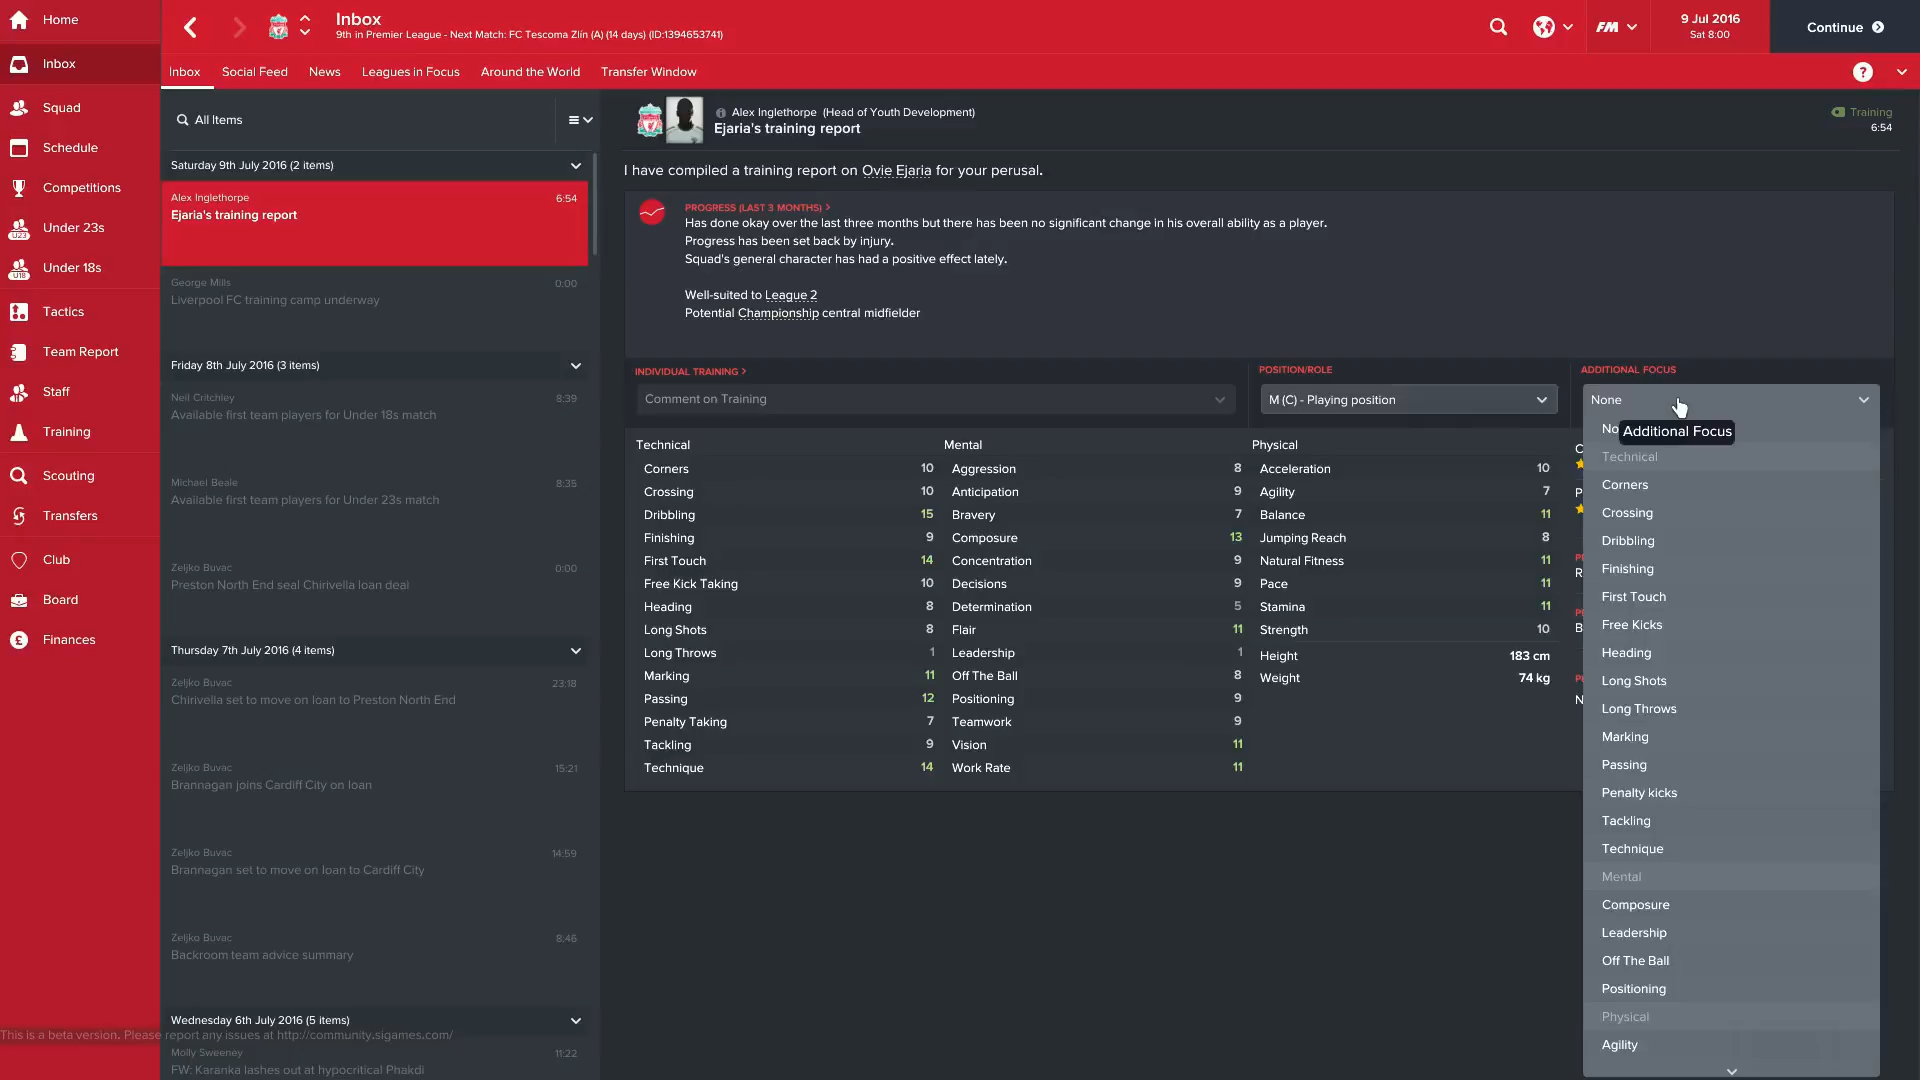 Home
Inbox
Squad
Schedule
Competitions
Under 23s
Under 18s
Tactics
Team Report
Staff
Training
Scouting
Transfers
Club
Board
Finances
Inbox
9th in Premier League - Next Match: FC Tescoma Zlín (A) (14 days) (ID:1394653741)
FM
9 Jul 2016
Sat 8:00
Continue
Inbox Social Feed News Leagues in Focus Around the World Transfer Window
?
All Items
Saturday 9th July 2016 (2 items)
Alex Inglethorpe 6:54
Ejaria's training report
George Mills 0:00
Liverpool FC training camp underway
Friday 8th July 2016 (3 items)
Neil Critchley 8:39
Available first team players for Under 18s match
Michael Beale 8:35
Available first team players for Under 23s match
Zeljko Buvac 0:00
Preston North End seal Chirivella loan deal
Thursday 7th July 2016 (4 items)
Zeljko Buvac 23:18
Chirivella set to move on loan to Preston North End
Zeljko Buvac 15:21
Brannagan joins Cardiff City on loan
Zeljko Buvac 14:59
Brannagan set to move on loan to Cardiff City
Zeljko Buvac 8:46
Backroom team advice summary
Wednesday 6th July 2016 (5 items)
This is a beta version. Please report any issues at http://community.sigames.com/
Molly Sweeney 11:22
FW: Karanka lashes out at hypocritical Phakdi
Alex Inglethorpe (Head of Youth Development)
Ejaria's training report
Training
6:54
I have compiled a training report on Ovie Ejaria for your perusal.
PROGRESS (LAST 3 MONTHS) >
Has done okay over the last three months but there has been no significant change in his overall ability as a player.
Progress has been set back by injury.
Squad's general character has had a positive effect lately.
Well-suited to League 2
Potential Championship central midfielder
INDIVIDUAL TRAINING >
Comment on Training
POSITION/ROLE
M (C) - Playing position
ADDITIONAL FOCUS
None
Additional Focus
Technical Mental Physical
Corners 10 Aggression 8 Acceleration 10
Crossing 10 Anticipation 9 Agility 7
Dribbling 15 Bravery 7 Balance 11
Finishing 9 Composure 13 Jumping Reach 8
First Touch 14 Concentration 9 Natural Fitness 11
Free Kick Taking 10 Decisions 9 Pace 11
Heading 8 Determination 5 Stamina 11
Long Shots 8 Flair 11 Strength 10
Long Throws 1 Leadership 1 Height 183 cm
Marking 11 Off The Ball 8 Weight 74 kg
Passing 12 Positioning 9
Penalty Taking 7 Teamwork 9
Tackling 9 Vision 11
Technique 14 Work Rate 11
Technical
Corners
Crossing
Dribbling
Finishing
First Touch
Free Kicks
Heading
Long Shots
Long Throws
Marking
Passing
Penalty kicks
Tackling
Technique
Mental
Composure
Leadership
Off The Ball
Positioning
Physical
Agility